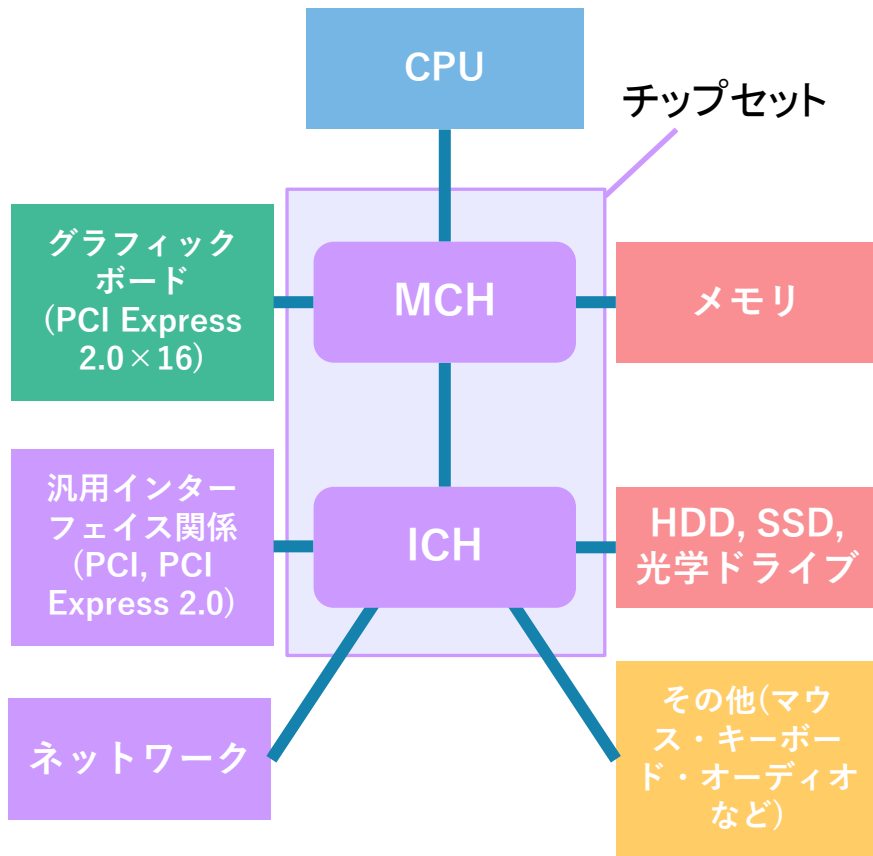 CPU
チップセット
グラフィック
ボード
(PCI Express
2.0×16)
MCH
メモリ
汎用インター
フェイス関係
(PCI, PCI
Express 2.0)
ICH
HDD, SSD,
光学ドライブ
ネットワーク
その他(マウ
ス・キーボー
ド・オーディオ
など)